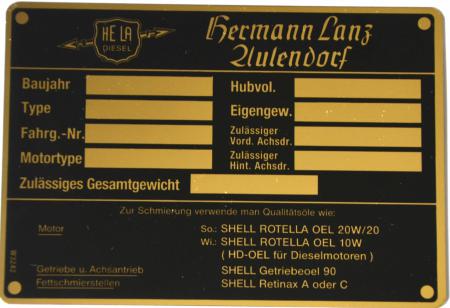 HE LA
DIESEL
Hermann Lanz
Aulendorf
Baujahr
Hubvol.
Type
Eigengew.
Fahrg.-Nr.
Zulässiger
Vord. Achsdr.
Motortype
Zulässiger
Hint. Achsdr.
Zulässiges Gesamtgewicht
Zur Schmierung verwende man Qualitätsöle wie:
Motor So.: SHELL ROTELLA OEL 20W/20
Wi.: SHELL ROTELLA OEL 10W
( HD-OEL für Dieselmotoren )
Getriebe u. Achsantrieb SHELL Getriebeoel 90
Fettschmierstellen SHELL Retinax A oder C
W2242